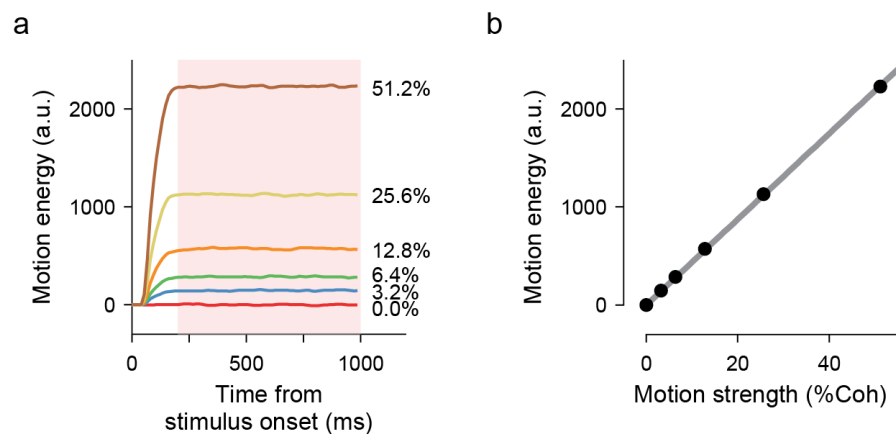 a
Motion energy (a.u.)
2000
1000
0
51.2%
25.6%
12.8%
6.4%
3.2%
0.0%
0
500
1000
Time from
stimulus onset (ms)
b
Motion energy (a.u.)
2000
1000
0
0
20
40
Motion strength (%Coh)